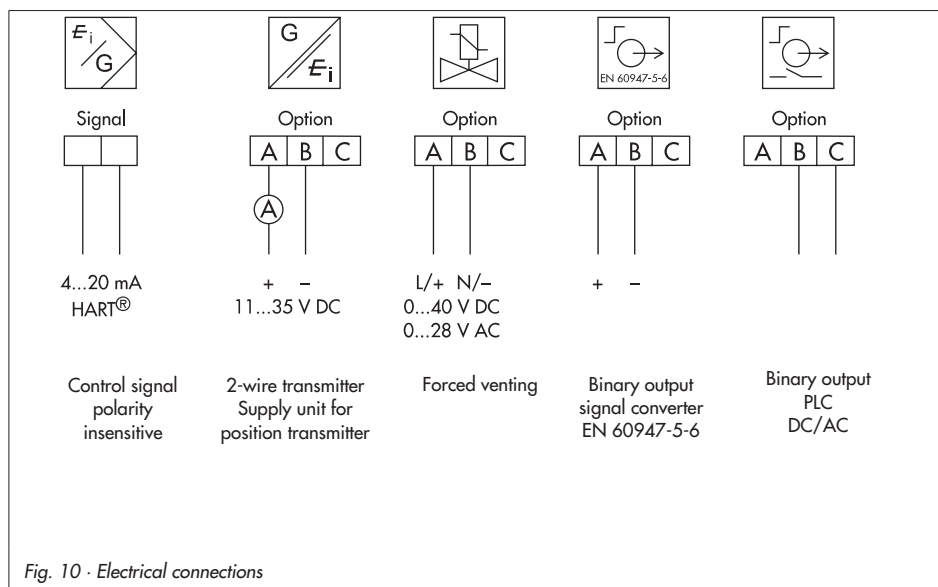 E i / G
G / E i
EN 60947-5-6
Signal
Option
Option
Option
Option
A B C
A B C
A B C
A B C
A
4...20 mA
HART®
+ –
11...35 V DC
L/+ N/–
0...40 V DC
0...28 V AC
+ –
Control signal
polarity
insensitive
2-wire transmitter
Supply unit for
position transmitter
Forced venting
Binary output
signal converter
EN 60947-5-6
Binary output
PLC
DC/AC
Fig. 10 · Electrical connections